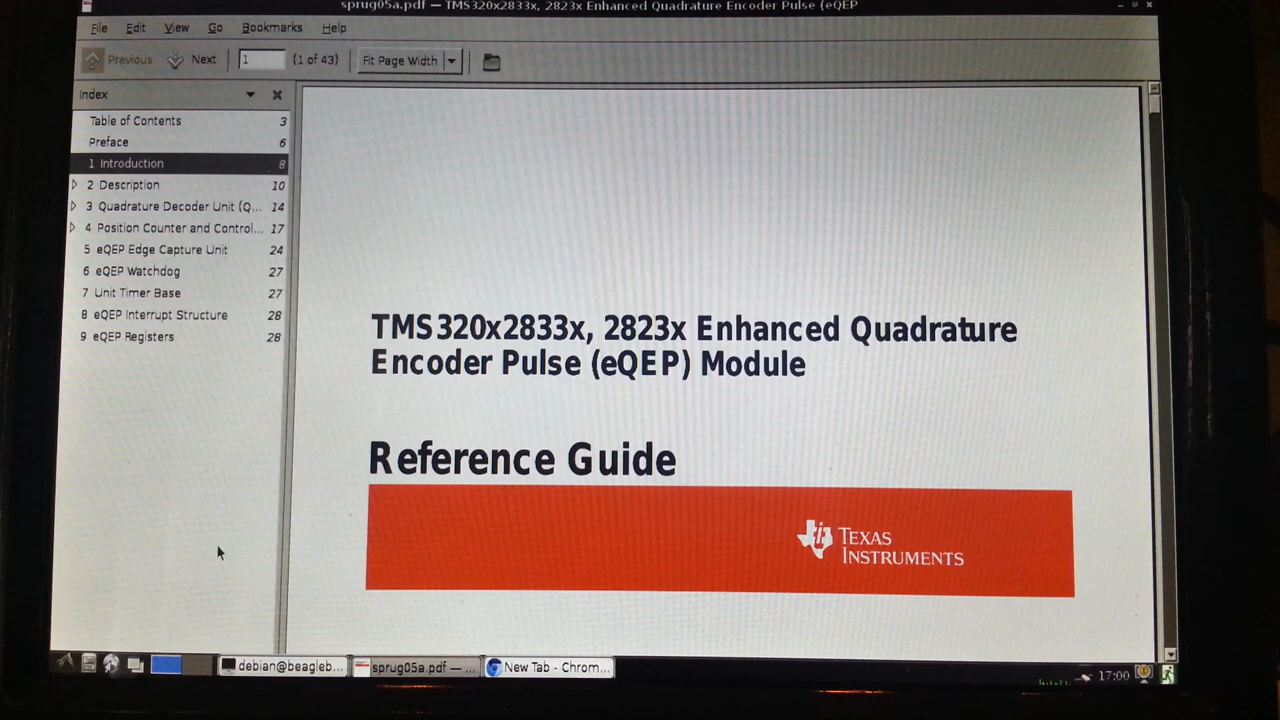 sprug05a.pdf — TMS320x2833x, 2823x Enhanced Quadrature Encoder Pulse (eQEP
File Edit View Go Bookmarks Help
Previous Next 1 (1 of 43) Fit Page Width
Index
Table of Contents 3
Preface 6
1 Introduction 8
2 Description 10
3 Quadrature Decoder Unit (Q... 14
4 Position Counter and Control... 17
5 eQEP Edge Capture Unit 24
6 eQEP Watchdog 27
7 Unit Timer Base 27
8 eQEP Interrupt Structure 28
9 eQEP Registers 28
TMS320x2833x, 2823x Enhanced Quadrature
Encoder Pulse (eQEP) Module
Reference Guide
TEXAS
INSTRUMENTS
debian@beagleb... sprug05a.pdf — ... New Tab - Chrom... 17:00